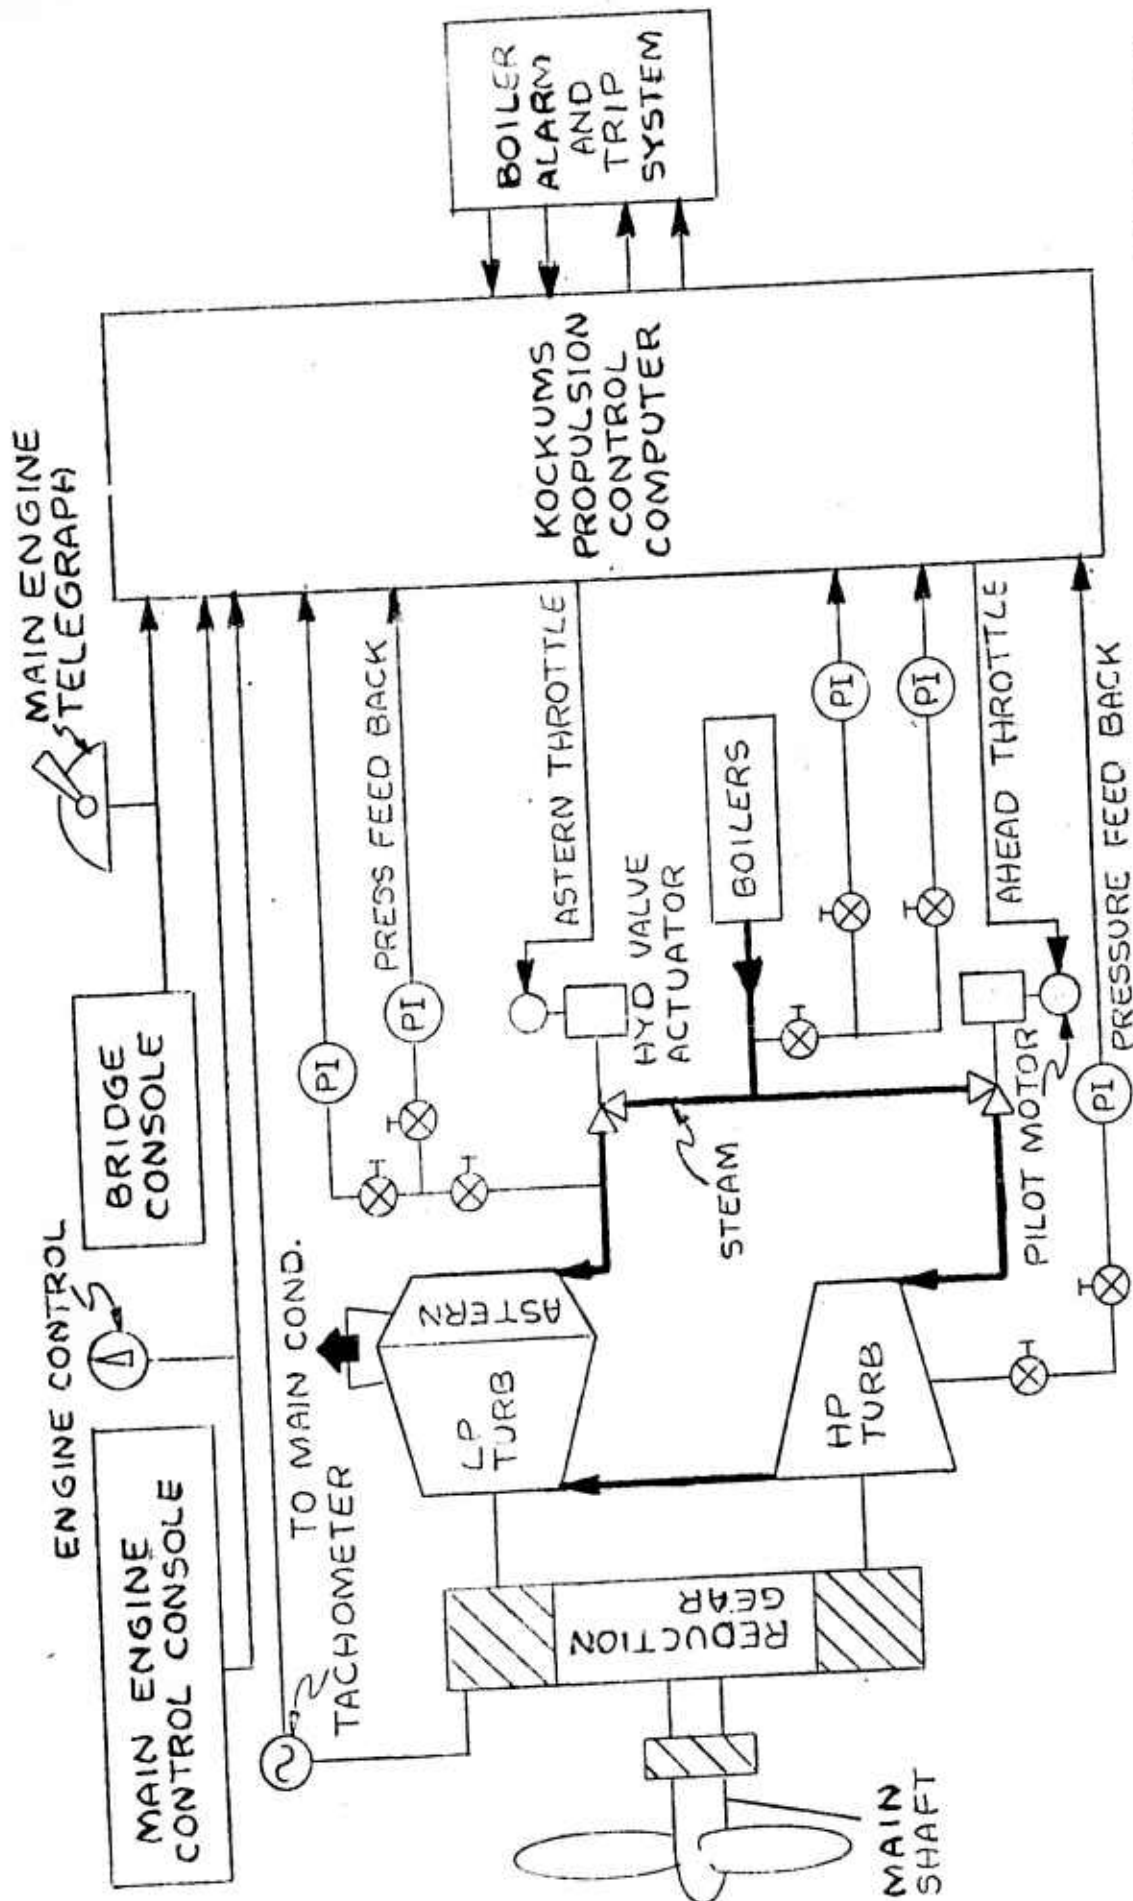 MAIN ENGINE
TELEGRAPH
ENGINE CONTROL
BRIDGE
CONSOLE
MAIN ENGINE
CONTROL CONSOLE
TO MAIN COND.
TACHOMETER
PI
PI
PRESS FEED BACK
ASTERN THROTTLE
HYD VALVE
ACTUATOR
BOILERS
PI
PI
AHEAD THROTTLE
PRESSURE FEED BACK
PI
PILOT MOTOR
STEAM
ASTERN
LP
TURB
HP
TURB
REDUCTION
GEAR
MAIN
SHAFT
KOCKUMS
PROPULSION
CONTROL
COMPUTER
BOILER
ALARM
AND
TRIP
SYSTEM